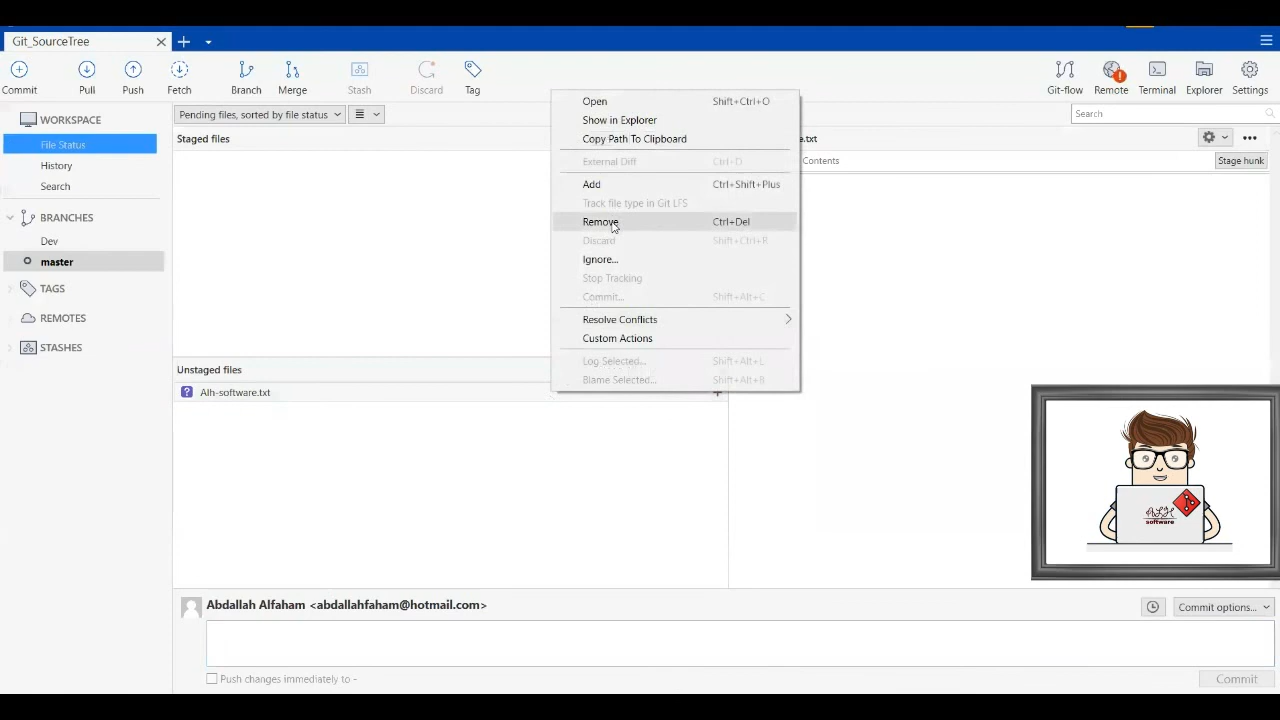 Git_SourceTree
Commit
Pull
Push
Fetch
Branch
Merge
Stash
Discard
Tag
Git-flow
Remote
Terminal
Explorer
Settings
WORKSPACE
File Status
History
Search
BRANCHES
Dev
master
TAGS
REMOTES
STASHES
Pending files, sorted by file status
Search
Staged files
Unstaged files
Alh-software.txt
Open Shift+Ctrl+O
Show in Explorer
Copy Path To Clipboard
External Diff Ctrl+D
Add Ctrl+Shift+Plus
Track file type in Git LFS
Remove Ctrl+Del
Discard Shift+Ctrl+R
Ignore...
Stop Tracking
Commit... Shift+Alt+C
Resolve Conflicts
Custom Actions
Log Selected... Shift+Alt+L
Blame Selected... Shift+Alt+B
e.txt
Contents
Stage hunk
ALH
software
Abdallah Alfaham <abdallahfaham@hotmail.com>
Commit options...
Push changes immediately to -
Commit